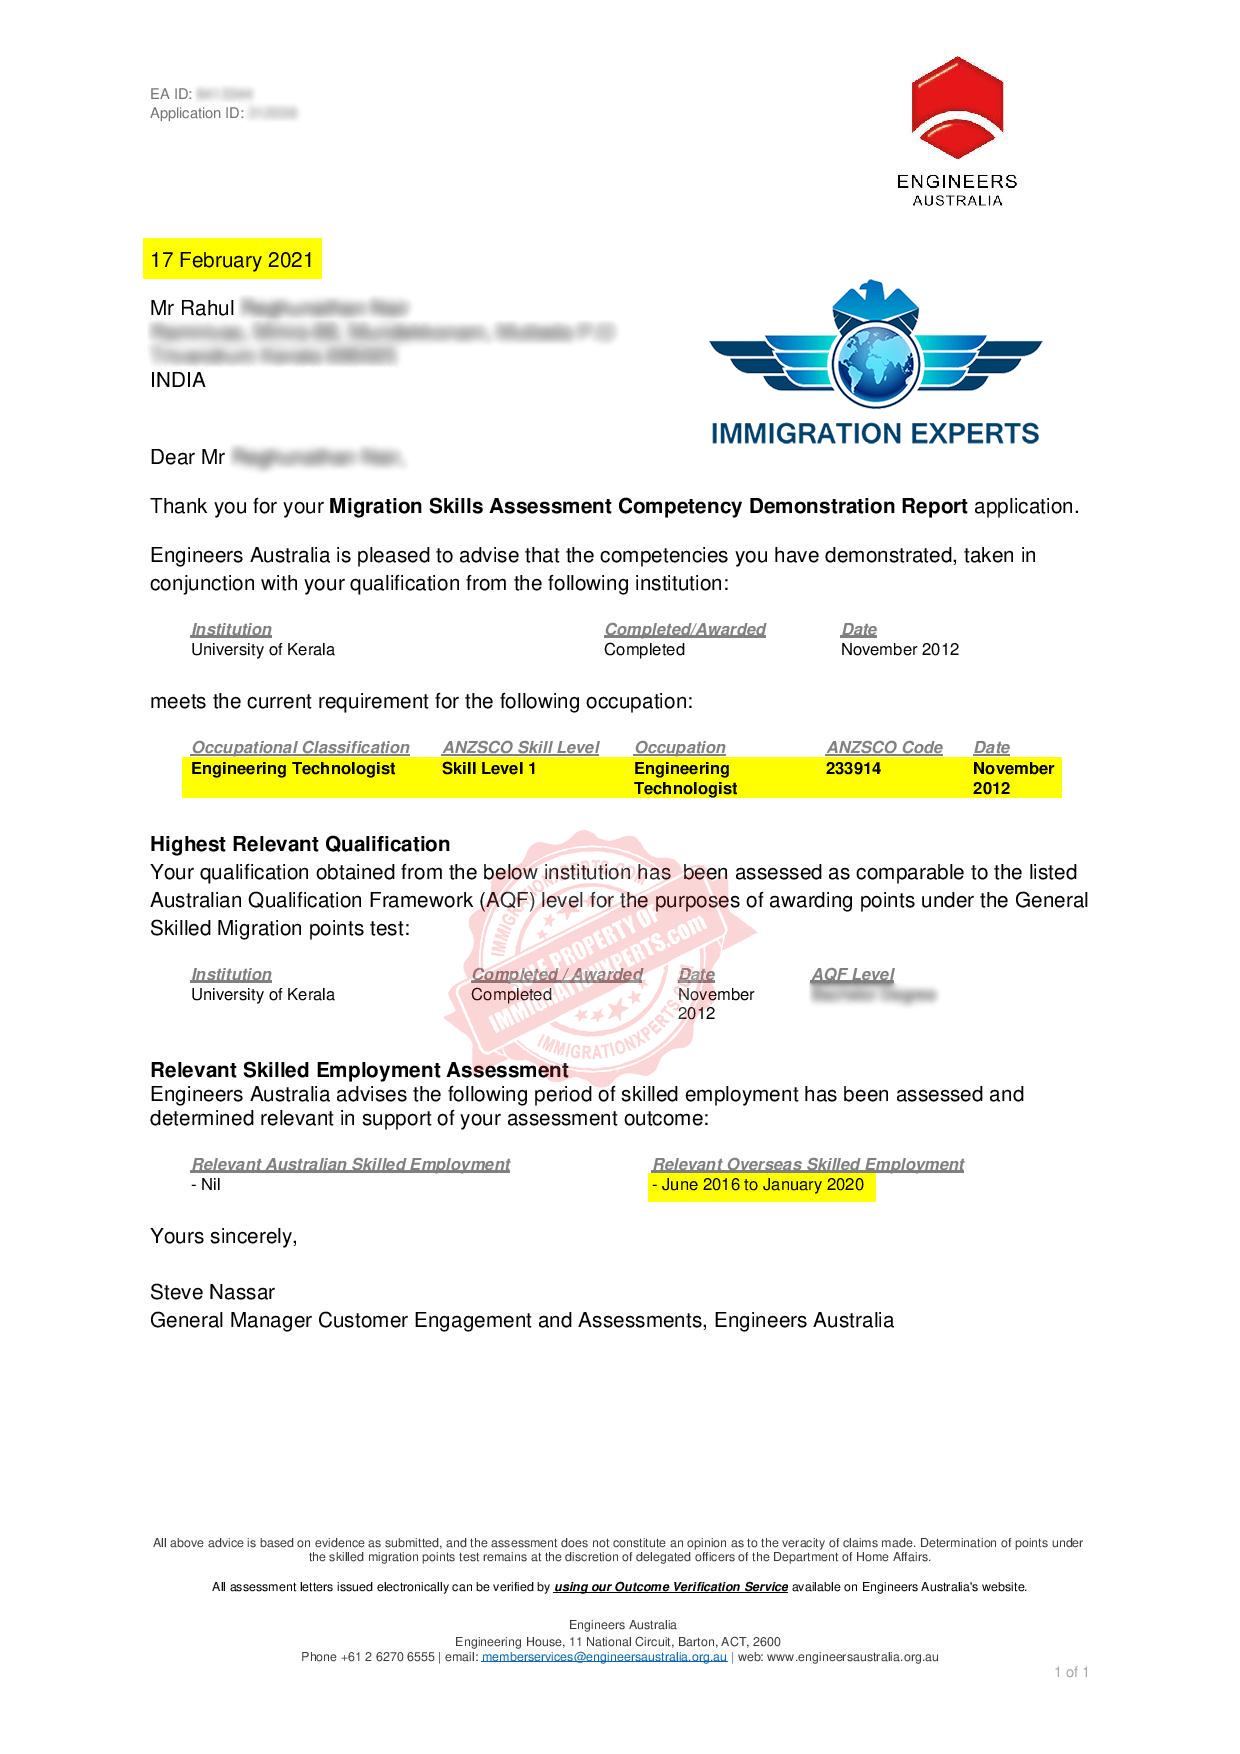 EA ID:
Application ID:
ENGINEERS
AUSTRALIA
17 February 2021
Mr Rahul
INDIA
IMMIGRATION EXPERTS
Dear Mr
Thank you for your Migration Skills Assessment Competency Demonstration Report application.
Engineers Australia is pleased to advise that the competencies you have demonstrated, taken in
conjunction with your qualification from the following institution:
Institution Completed/Awarded Date
University of Kerala Completed November 2012
meets the current requirement for the following occupation:
Occupational Classification ANZSCO Skill Level Occupation ANZSCO Code Date
Engineering Technologist Skill Level 1 Engineering 233914 November
Technologist 2012
Highest Relevant Qualification
Your qualification obtained from the below institution has been assessed as comparable to the listed
Australian Qualification Framework (AQF) level for the purposes of awarding points under the General
Skilled Migration points test:
IMMIGRATIONXPERTS.COM
SOLE PROPERTY OF
IMMIGRATIONXPERTS.com
IMMIGRATIONXPERTS.COM
Institution Completed / Awarded Date AQF Level
University of Kerala Completed November
2012
Relevant Skilled Employment Assessment
Engineers Australia advises the following period of skilled employment has been assessed and
determined relevant in support of your assessment outcome:
Relevant Australian Skilled Employment Relevant Overseas Skilled Employment
- Nil - June 2016 to January 2020
Yours sincerely,
Steve Nassar
General Manager Customer Engagement and Assessments, Engineers Australia
All above advice is based on evidence as submitted, and the assessment does not constitute an opinion as to the veracity of claims made. Determination of points under
the skilled migration points test remains at the discretion of delegated officers of the Department of Home Affairs.
All assessment letters issued electronically can be verified by using our Outcome Verification Service available on Engineers Australia's website.
Engineers Australia
Engineering House, 11 National Circuit, Barton, ACT, 2600
Phone +61 2 6270 6555 | email: memberservices@engineersaustralia.org.au | web: www.engineersaustralia.org.au
1 of 1